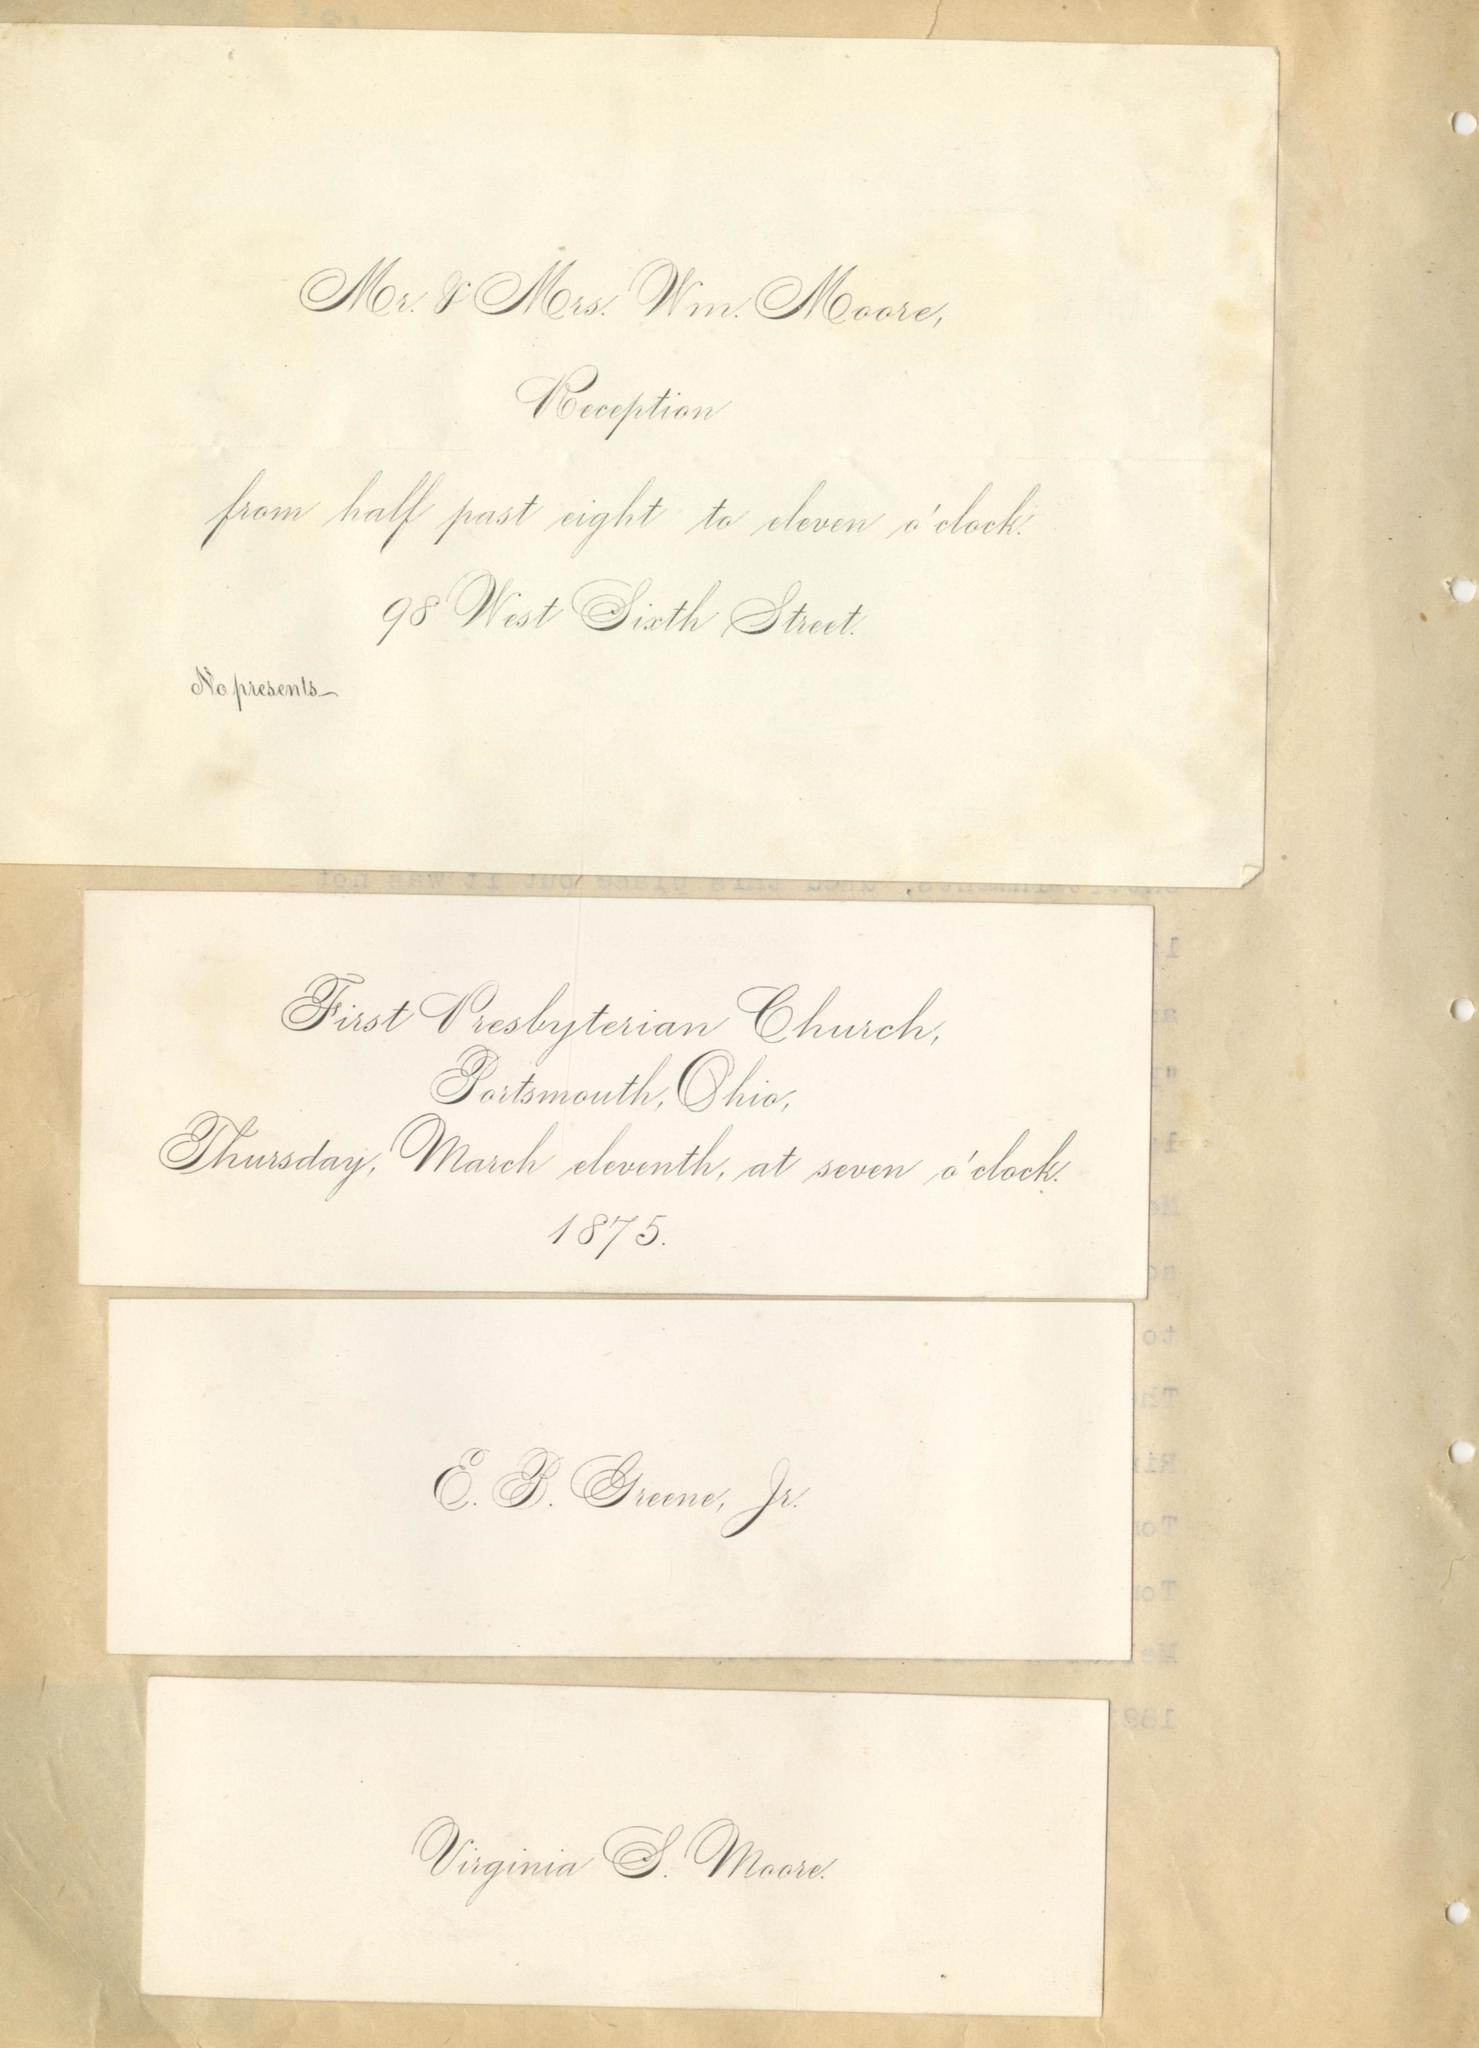 Mr. & Mrs. Wm. Moore,
Reception
from half past eight to eleven o'clock.
98 West Sixth Street.
No presents
First Presbyterian Church,
Portsmouth, Ohio,
Thursday, March eleventh, at seven o'clock.
1875.
E. B. Greene, Jr.
Virginia S. Moore.